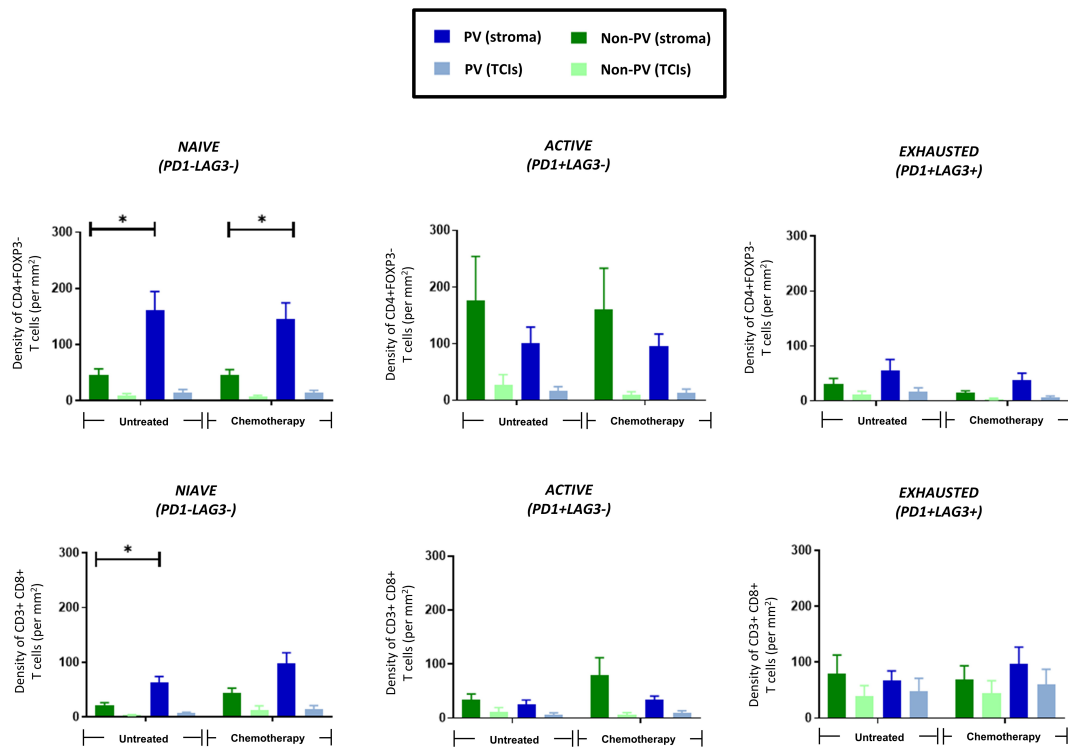 PV (stroma)
Non-PV (stroma)
PV (TCIs)
Non-PV (TCIs)
NAIVE
(PD1-LAG3-)
ACTIVE
(PD1+LAG3-)
EXHAUSTED
(PD1+LAG3+)
Density of CD4+FOXP3-
T cells (per mm²)
300
200
100
0
*
*
Untreated
Chemotherapy
Density of CD4+FOXP3-
T cells (per mm²)
300
200
100
0
Untreated
Chemotherapy
Density of CD4+FOXP3-
T cells (per mm²)
300
200
100
0
Untreated
Chemotherapy
NIAVE
(PD1-LAG3-)
ACTIVE
(PD1+LAG3-)
EXHAUSTED
(PD1+LAG3+)
Density of CD3+ CD8+
T cells (per mm²)
300
200
100
0
*
Untreated
Chemotherapy
Density of CD3+ CD8+
T cells (per mm²)
300
200
100
0
Untreated
Chemotherapy
Density of CD3+ CD8+
T cells (per mm²)
300
200
100
0
Untreated
Chemotherapy